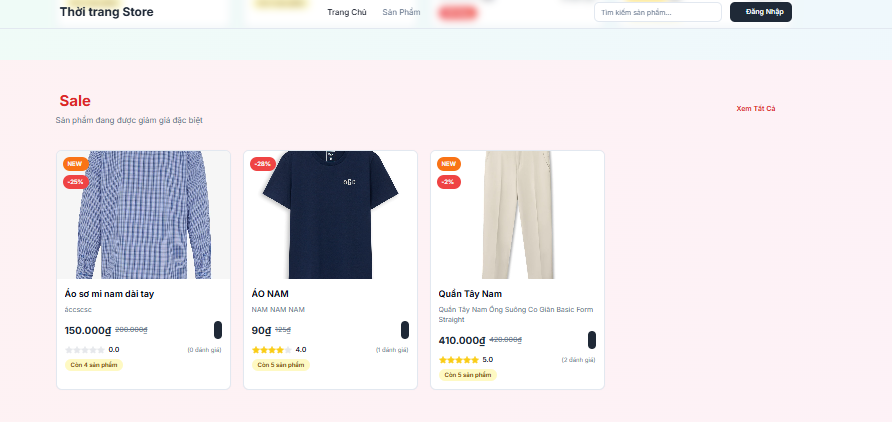 Thời trang Store
Trang Chủ
Sản Phẩm
Tìm kiếm sản phẩm...
Đăng Nhập
Sale
Sản phẩm đang được giảm giá đặc biệt
Xem Tất Cả
NEW
-25%
Áo sơ mi nam dài tay
áccscsc
150.000₫ 200.000₫
0.0 (0 đánh giá)
Còn 4 sản phẩm
-28%
ÁO NAM
NAM NAM NAM
90₫ 125₫
4.0 (1 đánh giá)
Còn 5 sản phẩm
NEW
-2%
Quần Tây Nam
Quần Tây Nam Ống Suông Co Giãn Basic Form
Straight
410.000₫ 420.000₫
5.0 (2 đánh giá)
Còn 5 sản phẩm